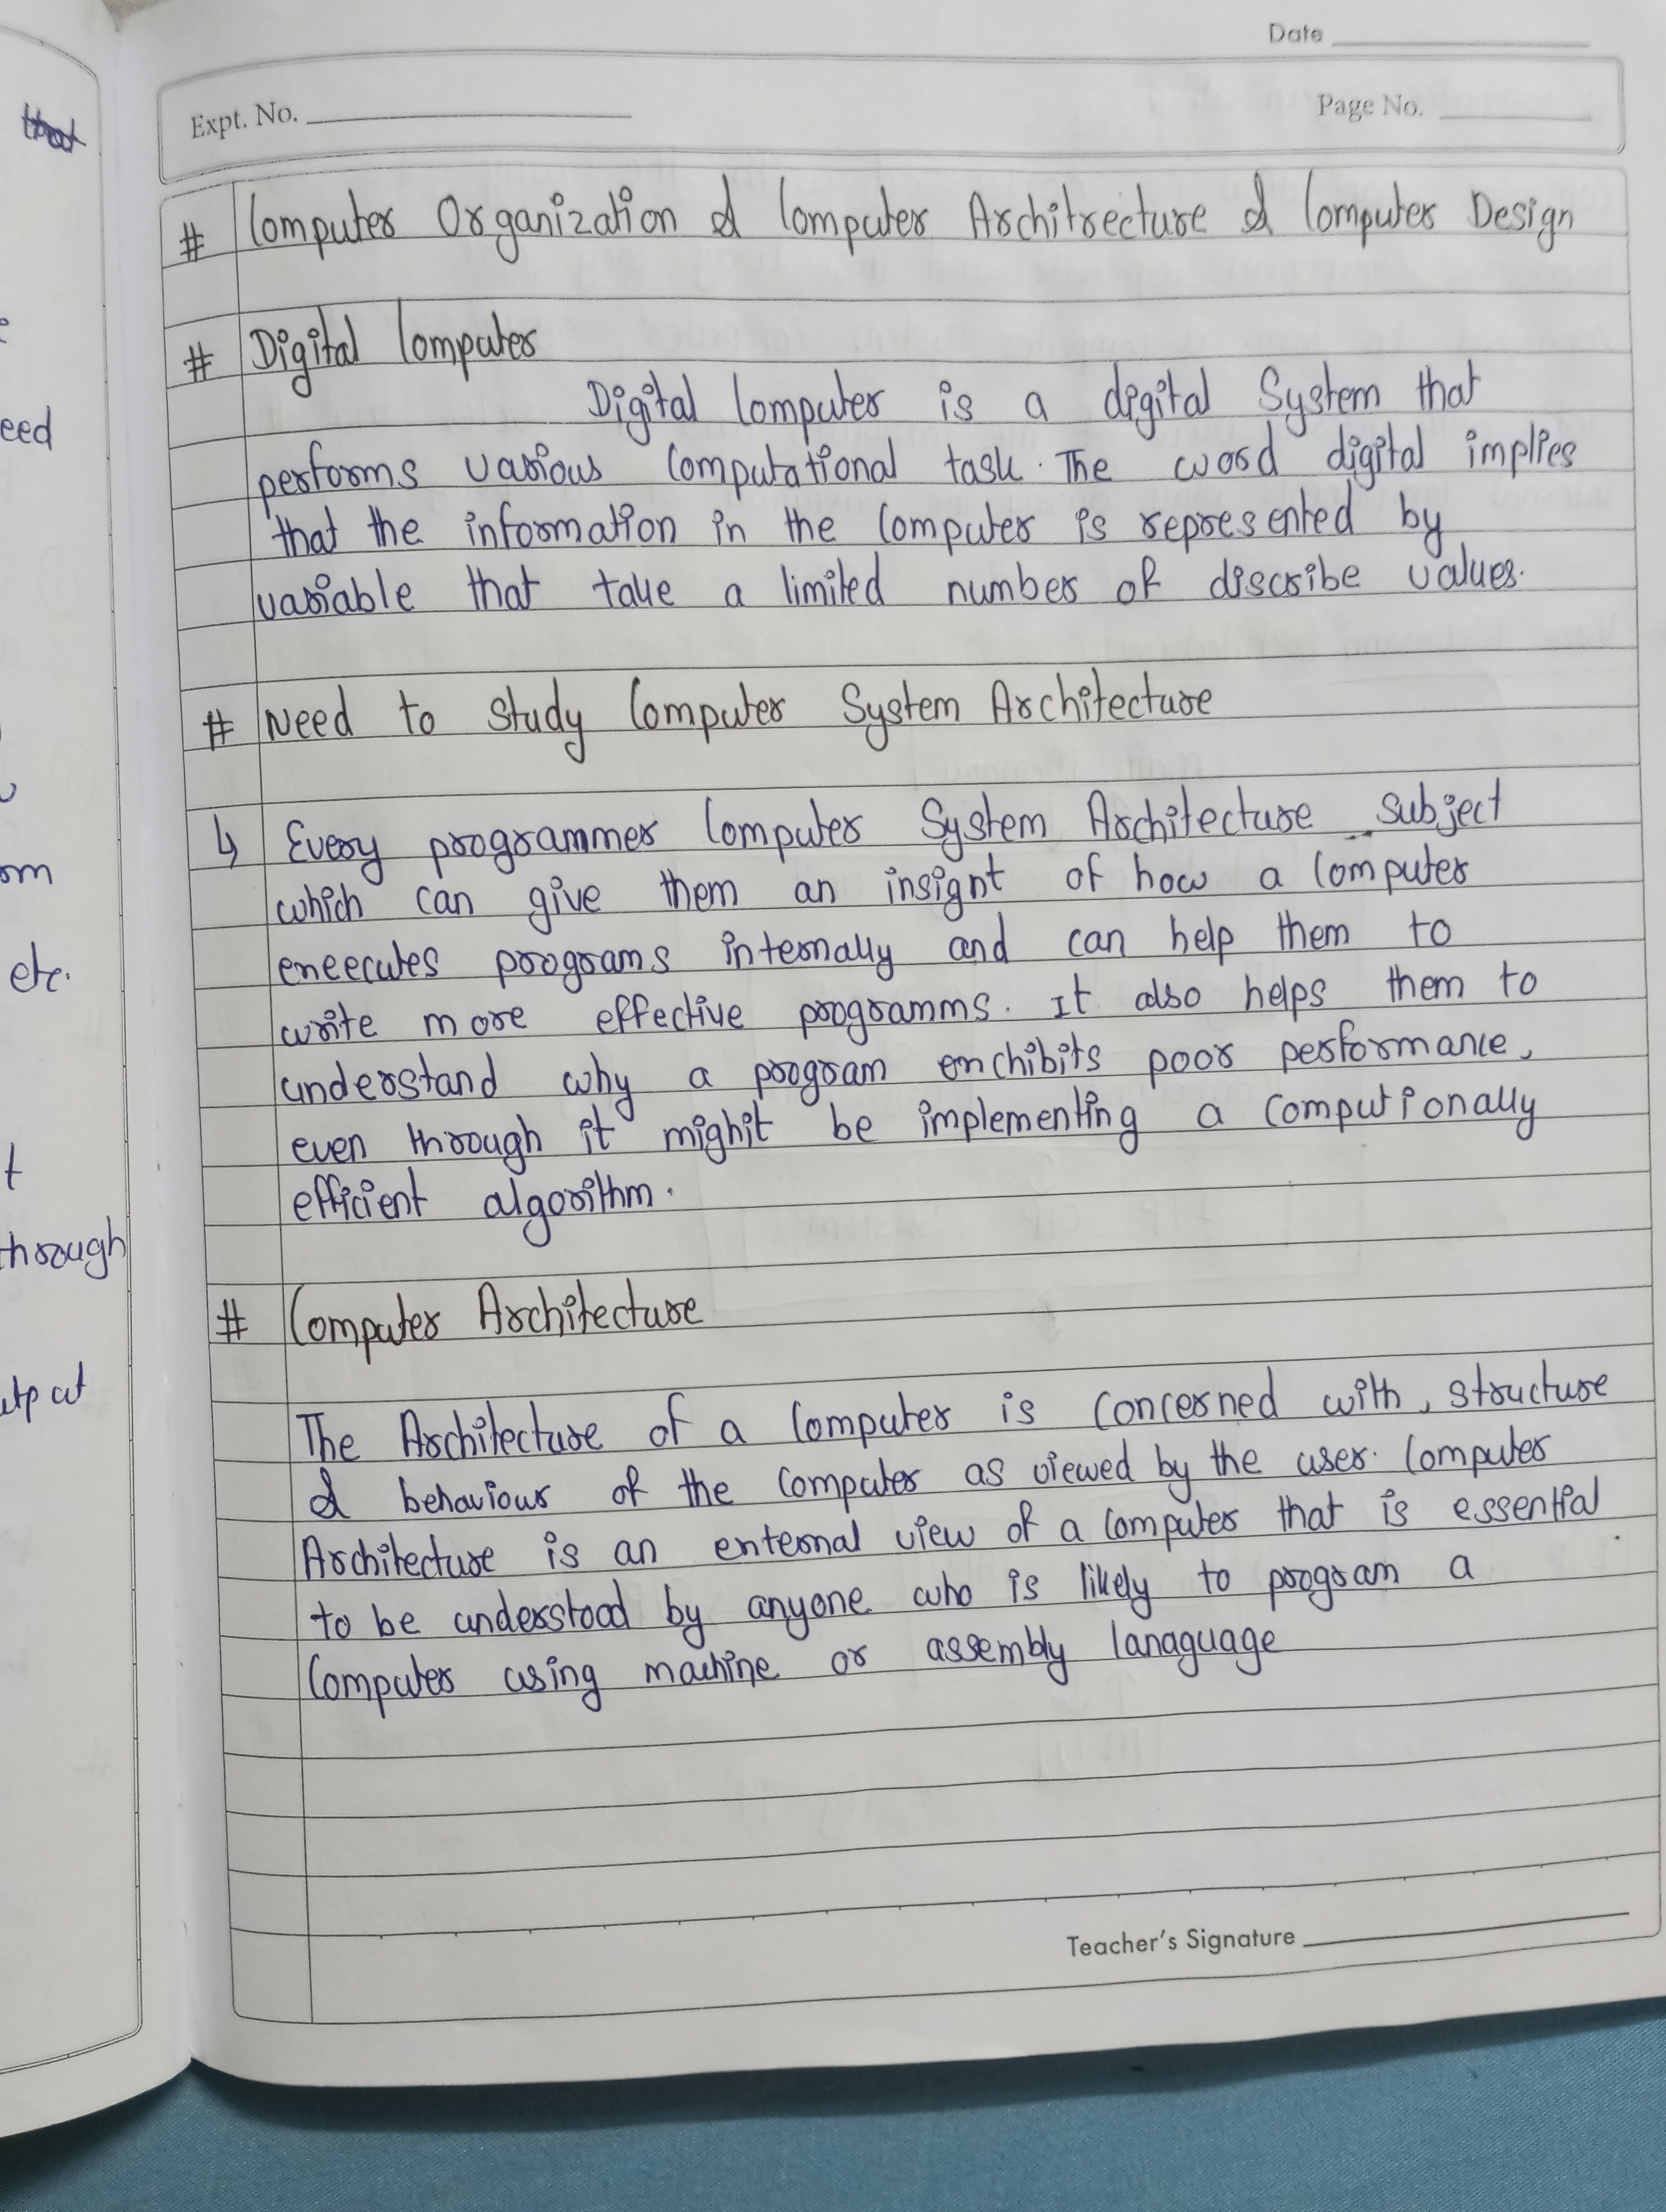 Date
Expt. No.
Page No.
# Computer Organization & Computer Architrecture & Computer Design
# Digital Computer
Digital Computer is a digital System that
performs various Computational task. The word digital implies
that the information in the Computer is represented by
variable that take a limited number of discribe values.
# Need to study Computer System Architecture
↳ Every programmer Computer System Architecture subject
which can give them an insignt of how a Computer
eneecutes programs internally and can help them to
write more effective programms. It also helps them to
understand why a program enchibits poor performance,
even through it mighit be implementing a Computionally
efficient algorithm.
# Computer Architecture
The Architecture of a Computer is Concerned with, structure
& behaviour of the Computer as viewed by the user. Computer
Architecture is an enternal view of a Computer that is essential
to be understood by anyone who is likely to program a
Computer using machine or assembly lanaguage
Teacher's Signature
eed
om
etc.
t
through